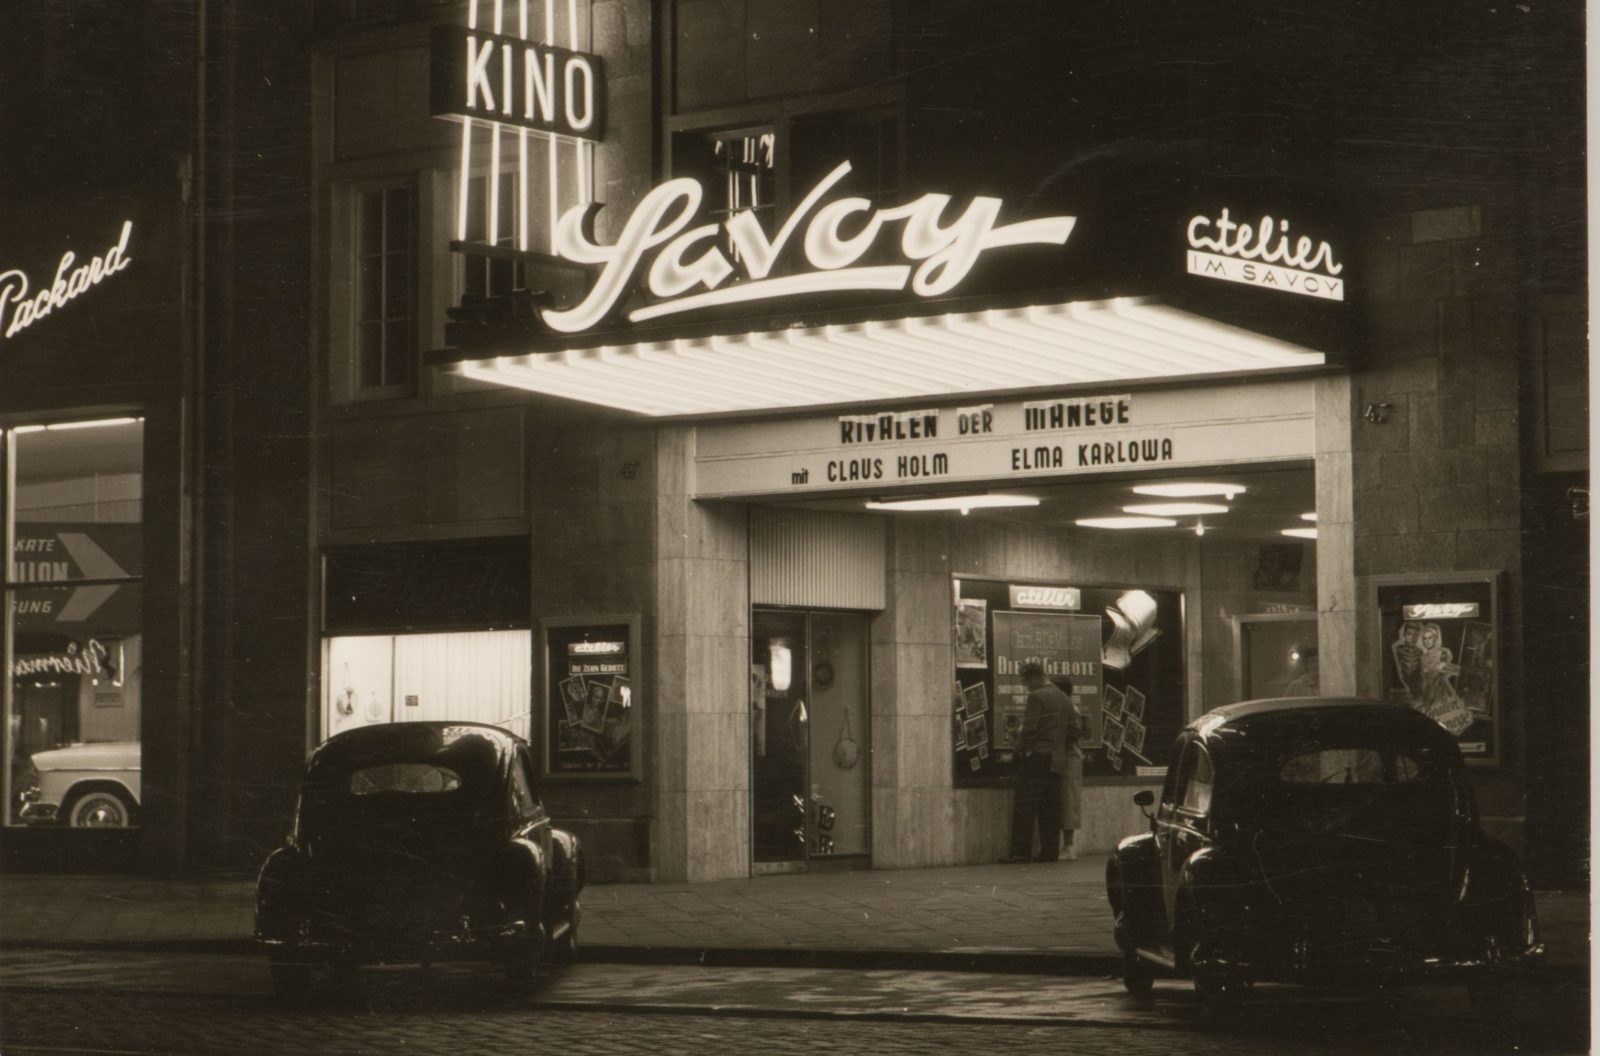 KINO
Savoy
atelier
IM SAVOY
Packard
RIVALEN DER MANEGE
mit CLAUS HOLM ELMA KARLOWA
47
KRTE
atelier
DIE ZEHN GEBOTE
atelier
DIE 10 GEBOTE
Savoy